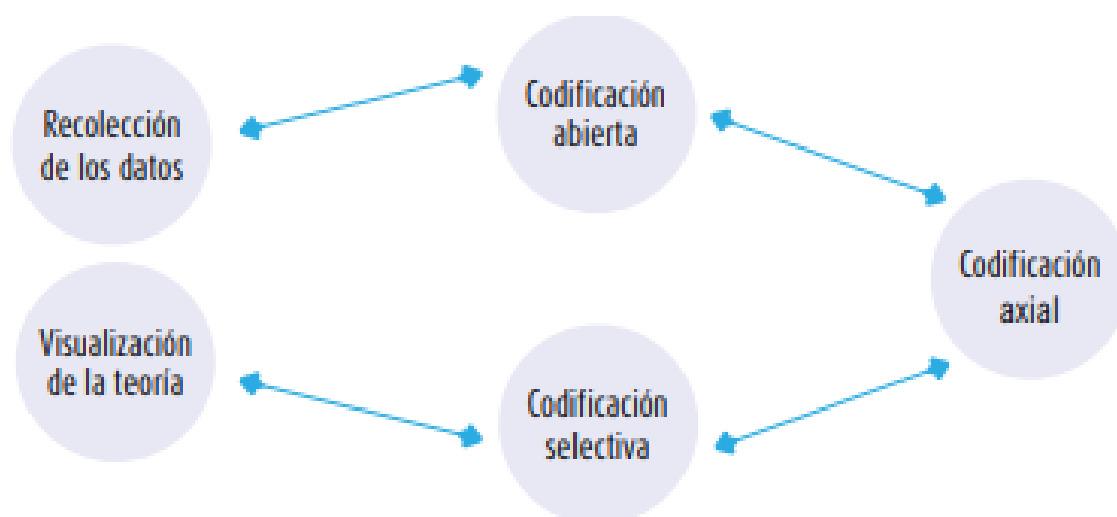 Recolección
de los datos
Codificación
abierta
Codificación
axial
Codificación
selectiva
Visualización
de la teoría